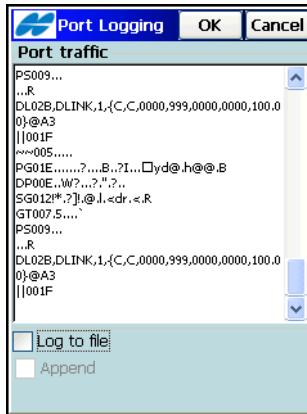 Port Logging
OK
Cancel
Port traffic
PS009...
...R
DL02B,DLINK,1,{C,C,0000,999,0000,0000,100.0
0}@A3
||001F
~~005.....
PG01E.......?....B..?I...□yd@.h@@.B
DP00E..W?...?.".?..
SG012!*.?]!.@.l.<dr.<.R
GT007.5....`
PS009...
...R
DL02B,DLINK,1,{C,C,0000,999,0000,0000,100.0
0}@A3
||001F
Log to file
Append